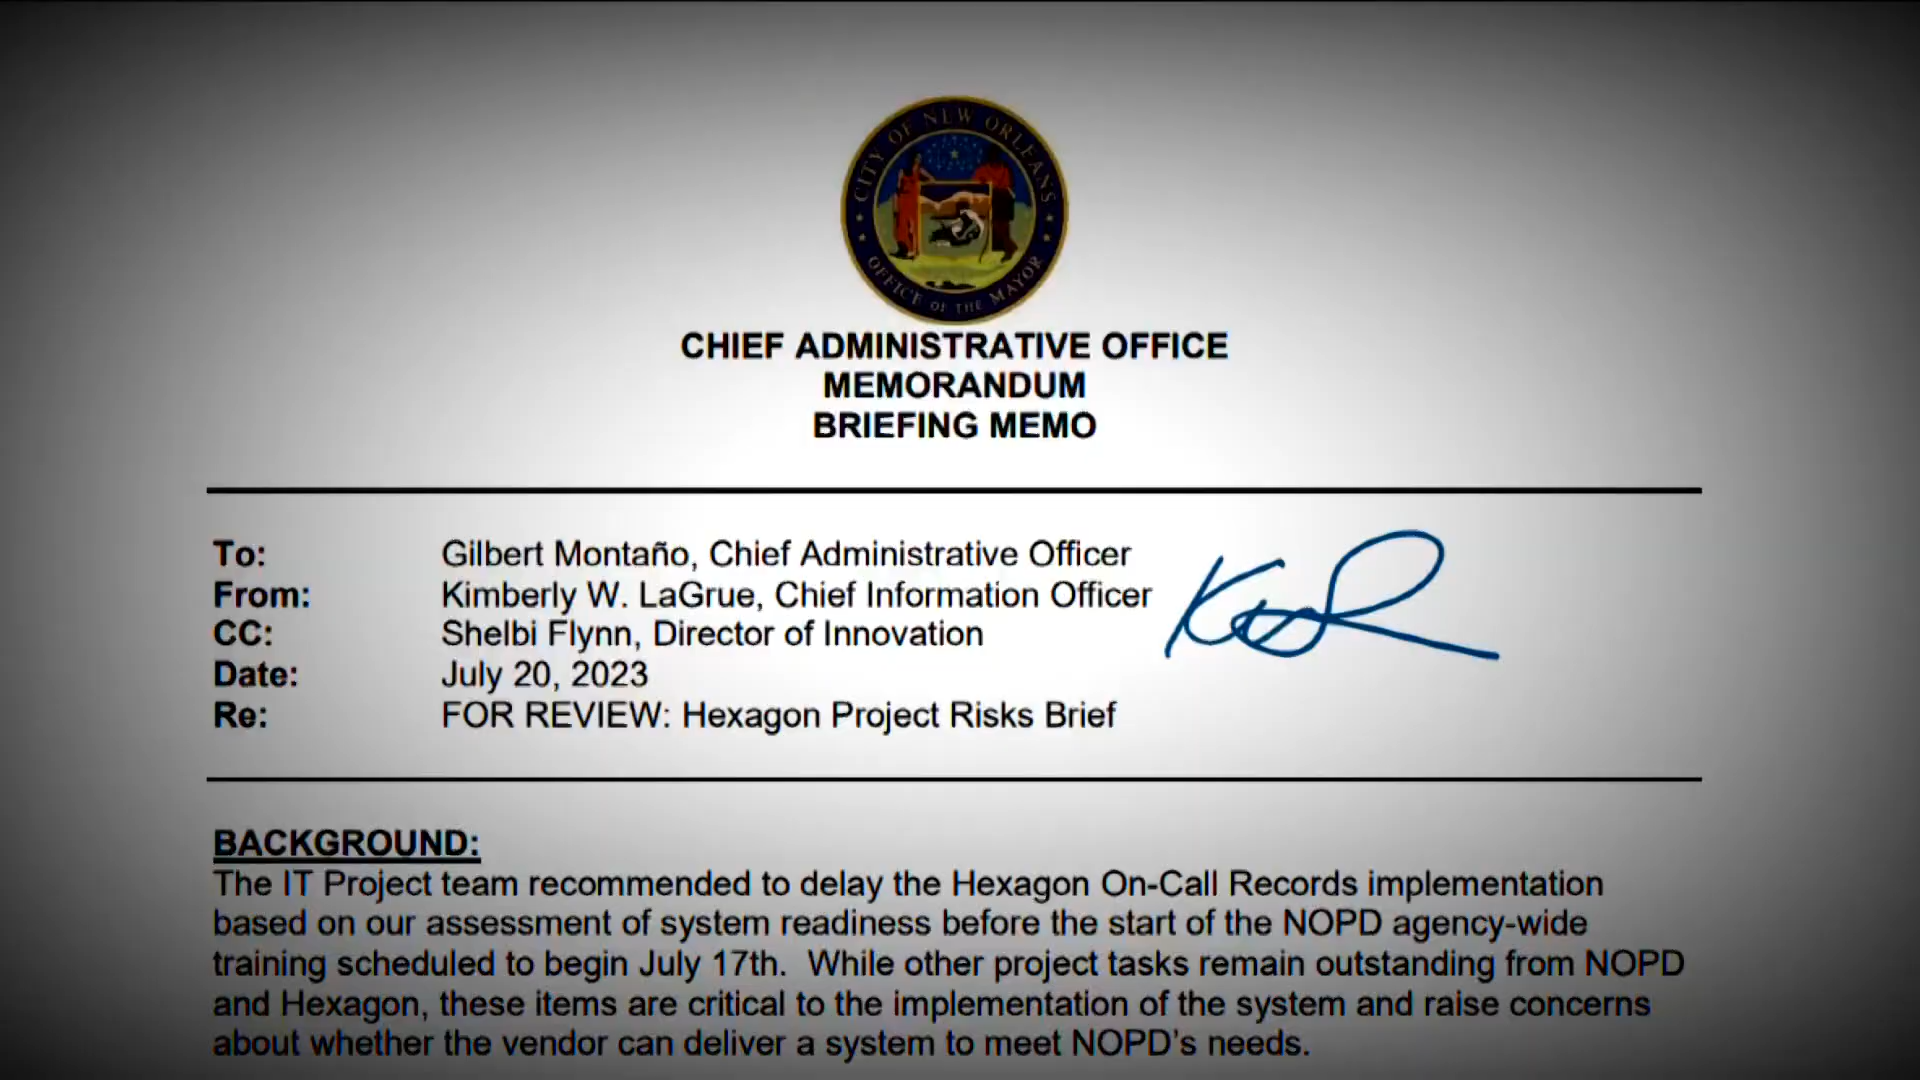 CITY OF NEW ORLEANS
OFFICE OF THE MAYOR
CHIEF ADMINISTRATIVE OFFICE
MEMORANDUM
BRIEFING MEMO
To: Gilbert Montaño, Chief Administrative Officer
From: Kimberly W. LaGrue, Chief Information Officer
CC: Shelbi Flynn, Director of Innovation
Date: July 20, 2023
Re: FOR REVIEW: Hexagon Project Risks Brief
BACKGROUND:
The IT Project team recommended to delay the Hexagon On-Call Records implementation
based on our assessment of system readiness before the start of the NOPD agency-wide
training scheduled to begin July 17th.  While other project tasks remain outstanding from NOPD
and Hexagon, these items are critical to the implementation of the system and raise concerns
about whether the vendor can deliver a system to meet NOPD’s needs.